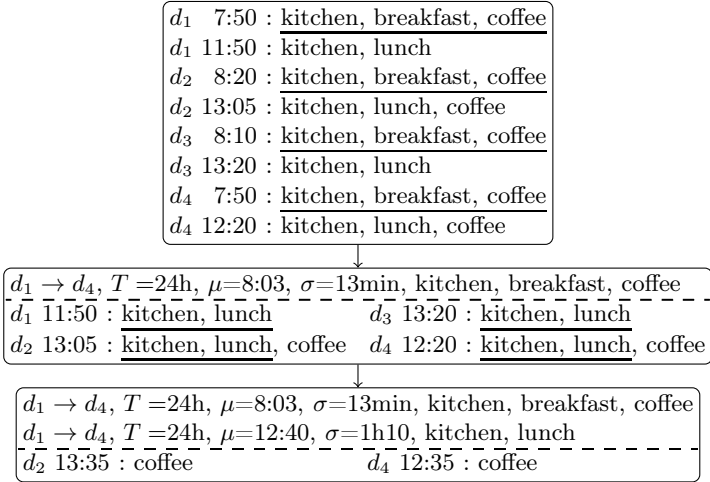 d₁ 7:50 : kitchen, breakfast, coffee
d₁ 11:50 : kitchen, lunch
d₂ 8:20 : kitchen, breakfast, coffee
d₂ 13:05 : kitchen, lunch, coffee
d₃ 8:10 : kitchen, breakfast, coffee
d₃ 13:20 : kitchen, lunch
d₄ 7:50 : kitchen, breakfast, coffee
d₄ 12:20 : kitchen, lunch, coffee
d₁ → d₄, T =24h, μ=8:03, σ=13min, kitchen, breakfast, coffee
d₁ 11:50 : kitchen, lunch d₃ 13:20 : kitchen, lunch
d₂ 13:05 : kitchen, lunch, coffee d₄ 12:20 : kitchen, lunch, coffee
d₁ → d₄, T =24h, μ=8:03, σ=13min, kitchen, breakfast, coffee
d₁ → d₄, T =24h, μ=12:40, σ=1h10, kitchen, lunch
d₂ 13:35 : coffee d₄ 12:35 : coffee